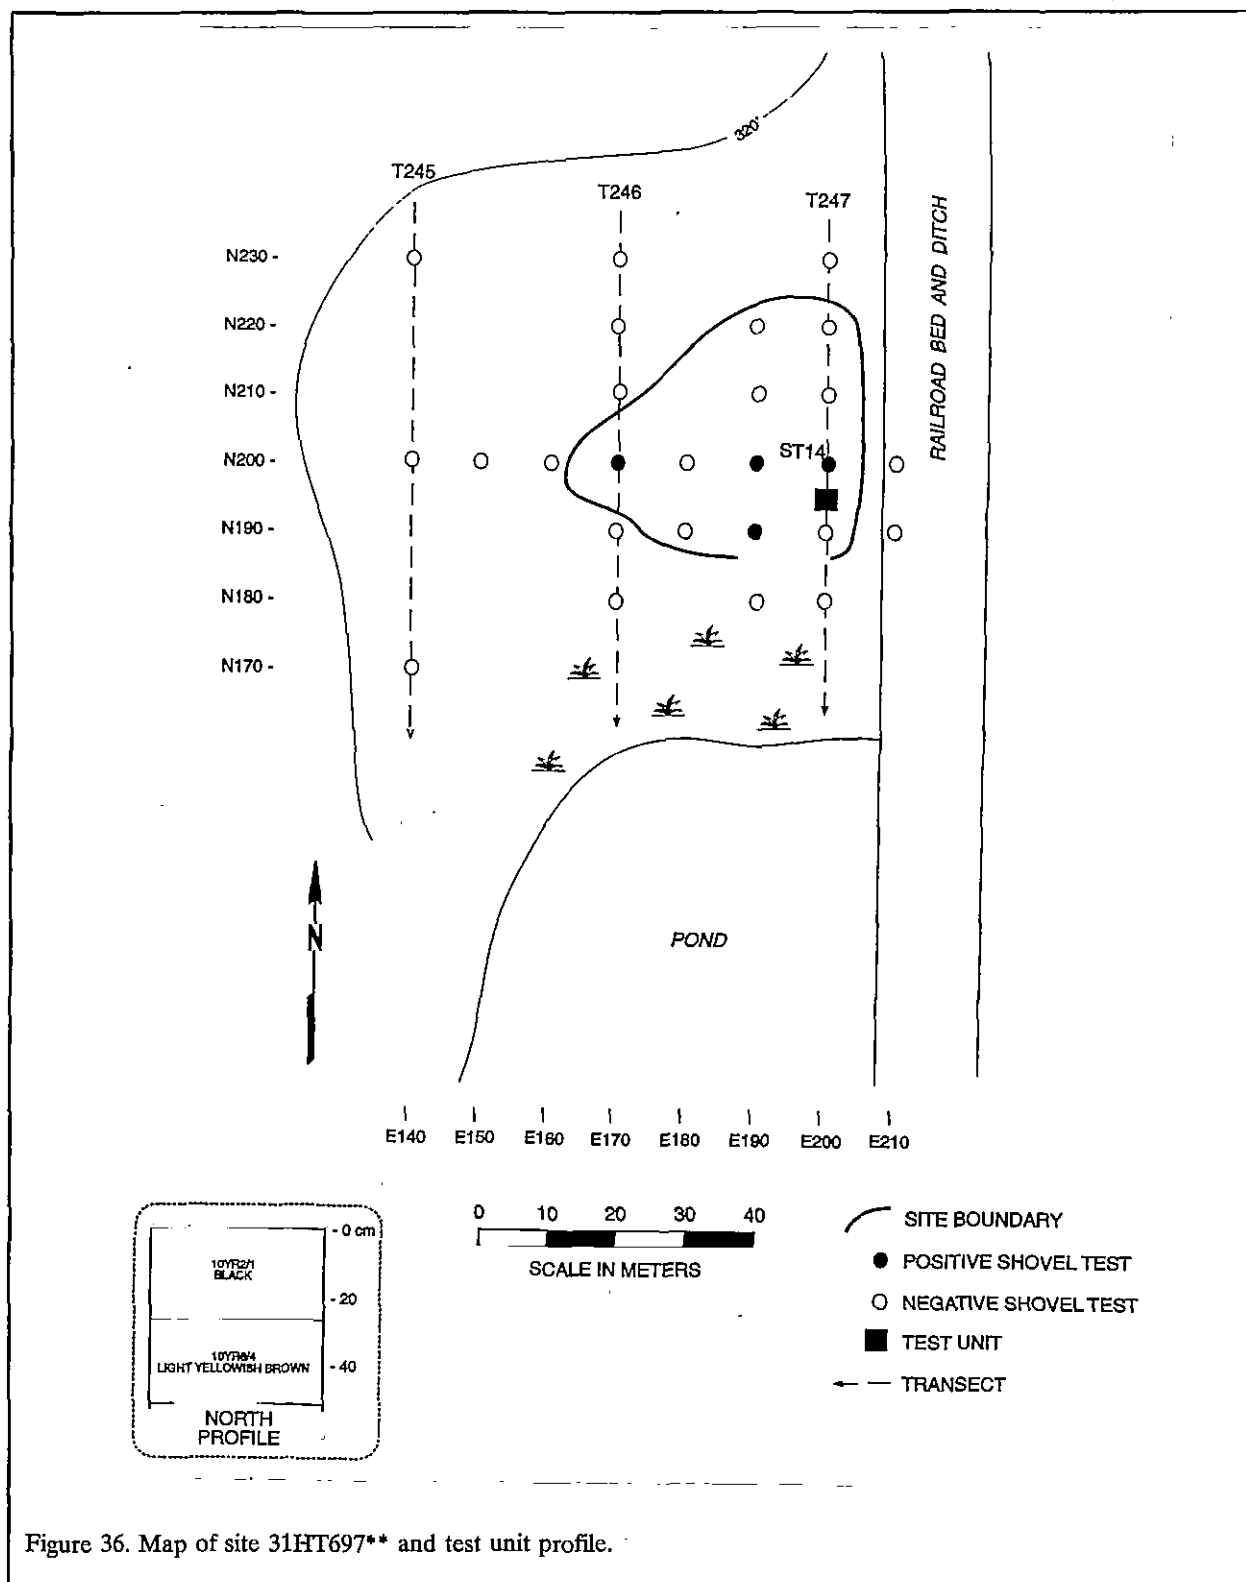 320'
T245
T246
T247
N230 -
N220 -
N210 -
N200 -
N190 -
N180 -
N170 -
ST14
RAILROAD BED AND DITCH
N
POND
E140 E150 E160 E170 E180 E190 E200 E210
0 10 20 30 40
SCALE IN METERS
- 0 cm
10YR2/1
BLACK
- 20
10YR6/4
LIGHT YELLOWISH BROWN
- 40
NORTH
PROFILE
SITE BOUNDARY
POSITIVE SHOVEL TEST
NEGATIVE SHOVEL TEST
TEST UNIT
TRANSECT
Figure 36. Map of site 31HT697** and test unit profile.